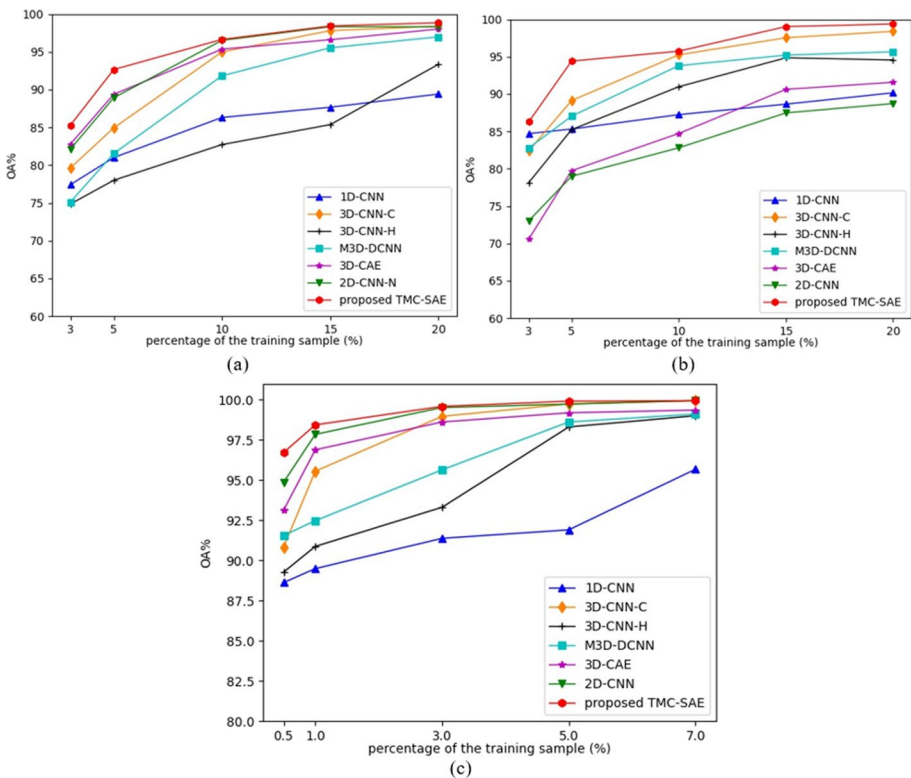 100
95
90
85
80
75
70
65
60
OA%
3
5
10
15
20
percentage of the training sample (%)
1D-CNN
3D-CNN-C
3D-CNN-H
M3D-DCNN
3D-CAE
2D-CNN-N
proposed TMC-SAE
(a)
100
95
90
85
80
75
70
65
60
OA%
3
5
10
15
20
percentage of the training sample (%)
1D-CNN
3D-CNN-C
3D-CNN-H
M3D-DCNN
3D-CAE
2D-CNN
proposed TMC-SAE
(b)
100.0
97.5
95.0
92.5
90.0
87.5
85.0
82.5
80.0
OA%
0.5
1.0
3.0
5.0
7.0
percentage of the training sample (%)
1D-CNN
3D-CNN-C
3D-CNN-H
M3D-DCNN
3D-CAE
2D-CNN
proposed TMC-SAE
(c)